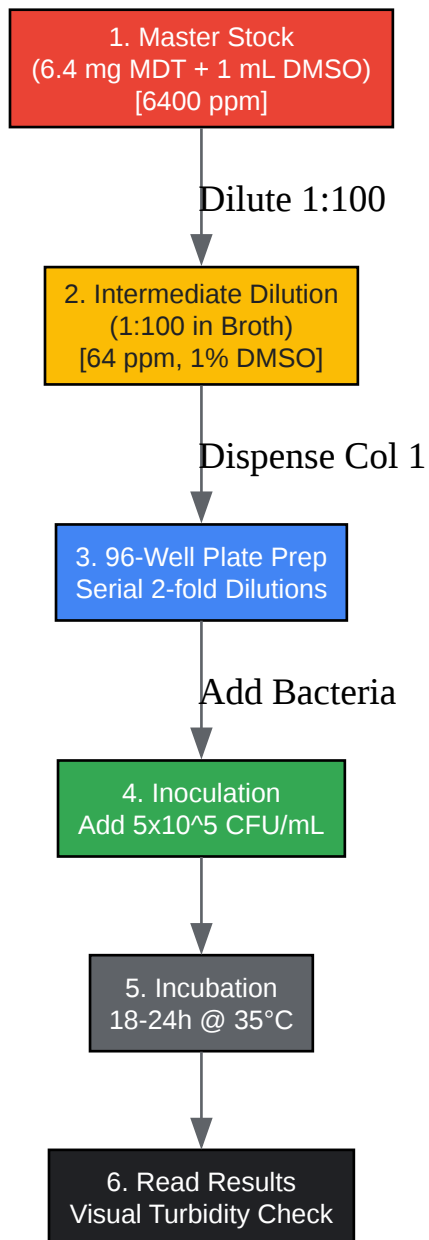 1. Master Stock
(6.4 mg MDT + 1 mL DMSO)
[6400 ppm]
Dilute 1:100
2. Intermediate Dilution
(1:100 in Broth)
[64 ppm, 1% DMSO]
Dispense Col 1
3. 96-Well Plate Prep
Serial 2-fold Dilutions
Add Bacteria
4. Inoculation
Add 5x10^5 CFU/mL
5. Incubation
18-24h @ 35°C
6. Read Results
Visual Turbidity Check